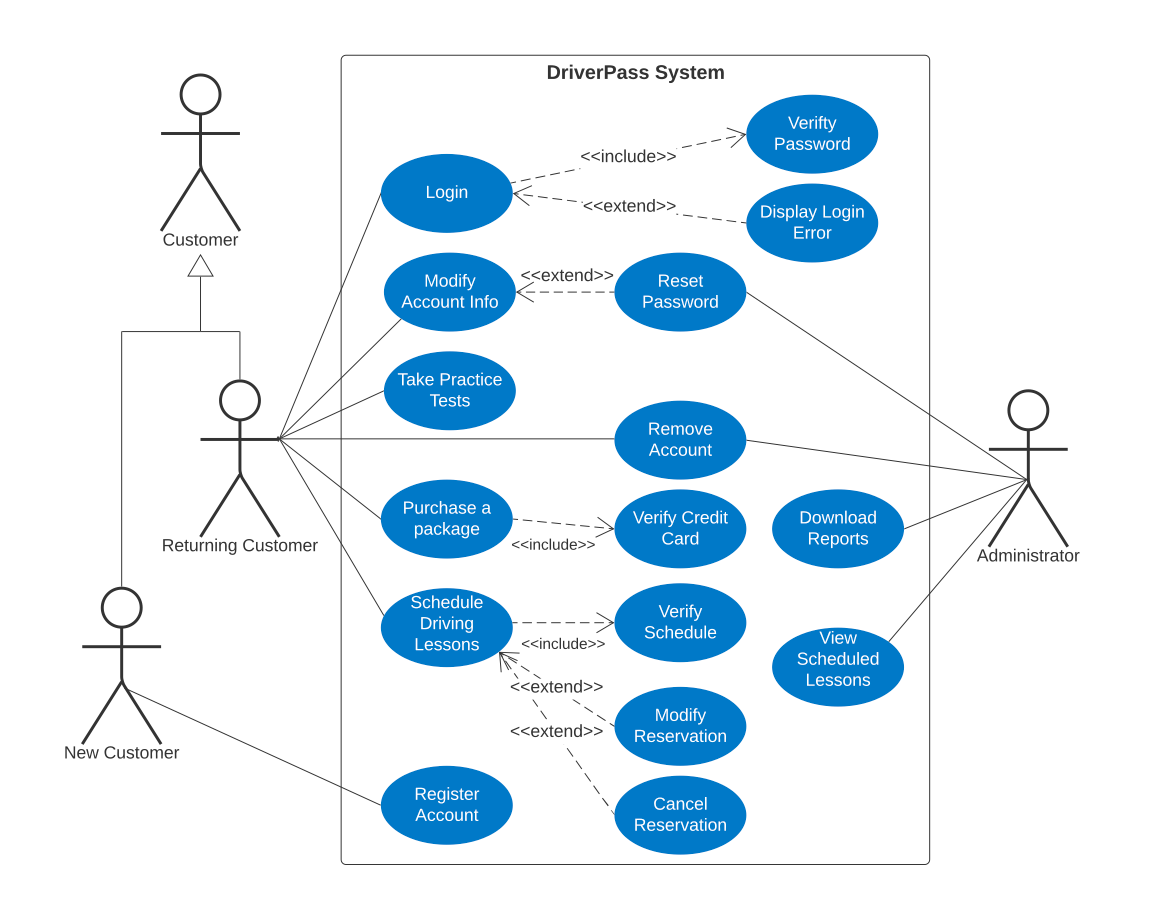 DriverPass System
Customer
Login
<<include>>
Verifty
Password
<<extend>>
Display Login
Error
Modify
Account Info
<<extend>>
Reset
Password
Take Practice
Tests
Remove
Account
Returning Customer
Purchase a
package
<<include>>
Verify Credit
Card
Download
Reports
Administrator
Schedule
Driving
Lessons
<<include>>
Verify
Schedule
View
Scheduled
Lessons
<<extend>>
Modify
Reservation
<<extend>>
New Customer
Register
Account
Cancel
Reservation